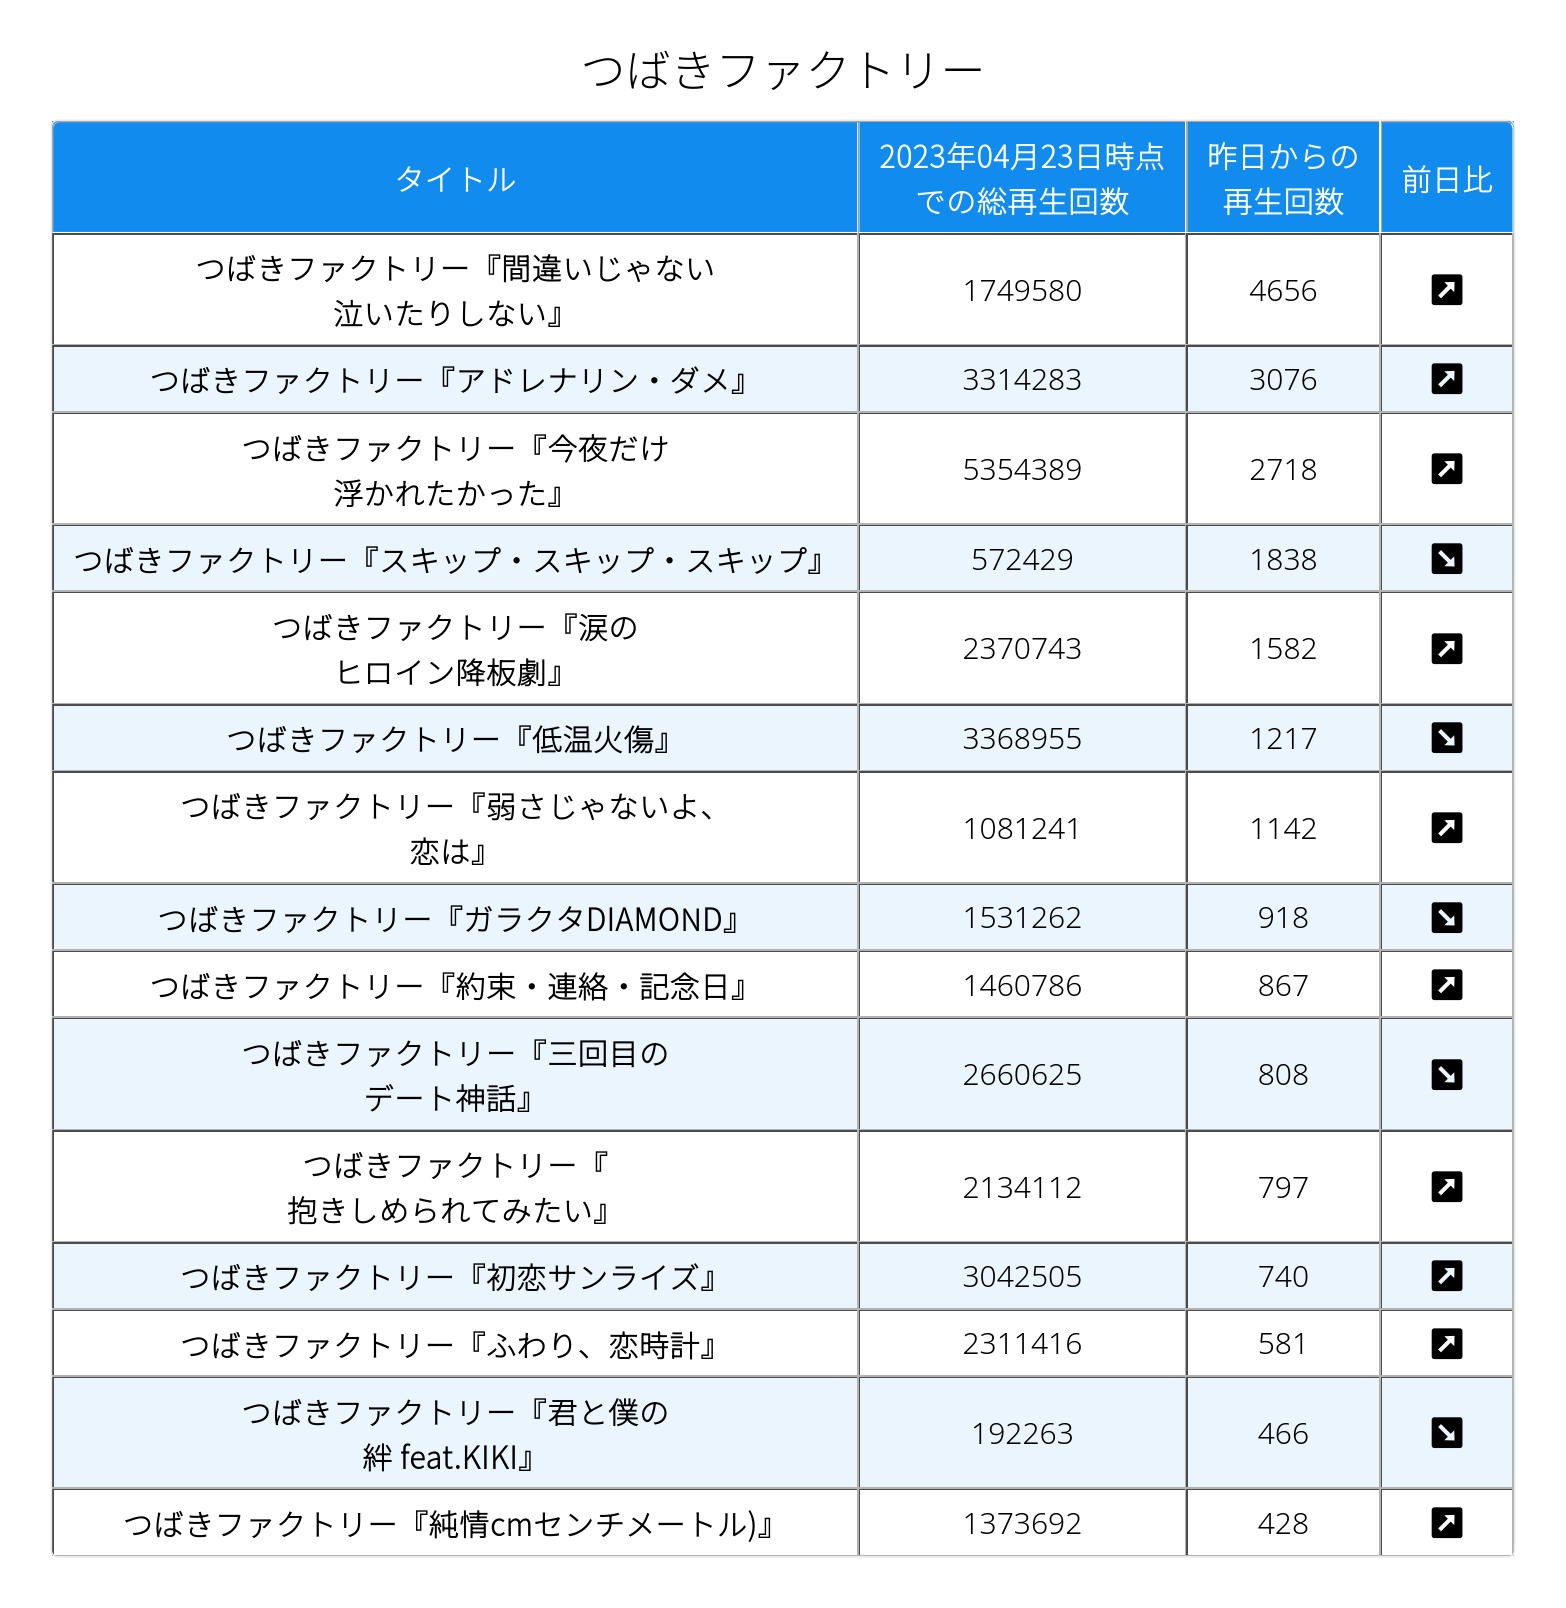 つばきファクトリー
タイトル
2023年04月23日時点
での総再生回数
昨日からの
再生回数
前日比
つばきファクトリー『間違いじゃない
泣いたりしない』
1749580
4656
つばきファクトリー『アドレナリン・ダメ』
3314283
3076
つばきファクトリー『今夜だけ
浮かれたかった』
5354389
2718
つばきファクトリー『スキップ・スキップ・スキップ』
572429
1838
つばきファクトリー『涙の
ヒロイン降板劇』
2370743
1582
つばきファクトリー『低温火傷』
3368955
1217
つばきファクトリー『弱さじゃないよ、
恋は』
1081241
1142
つばきファクトリー『ガラクタDIAMOND』
1531262
918
つばきファクトリー『約束・連絡・記念日』
1460786
867
つばきファクトリー『三回目の
デート神話』
2660625
808
つばきファクトリー『
抱きしめられてみたい』
2134112
797
つばきファクトリー『初恋サンライズ』
3042505
740
つばきファクトリー『ふわり、恋時計』
2311416
581
つばきファクトリー『君と僕の
絆 feat.KIKI』
192263
466
つばきファクトリー『純情cmセンチメートル)』
1373692
428